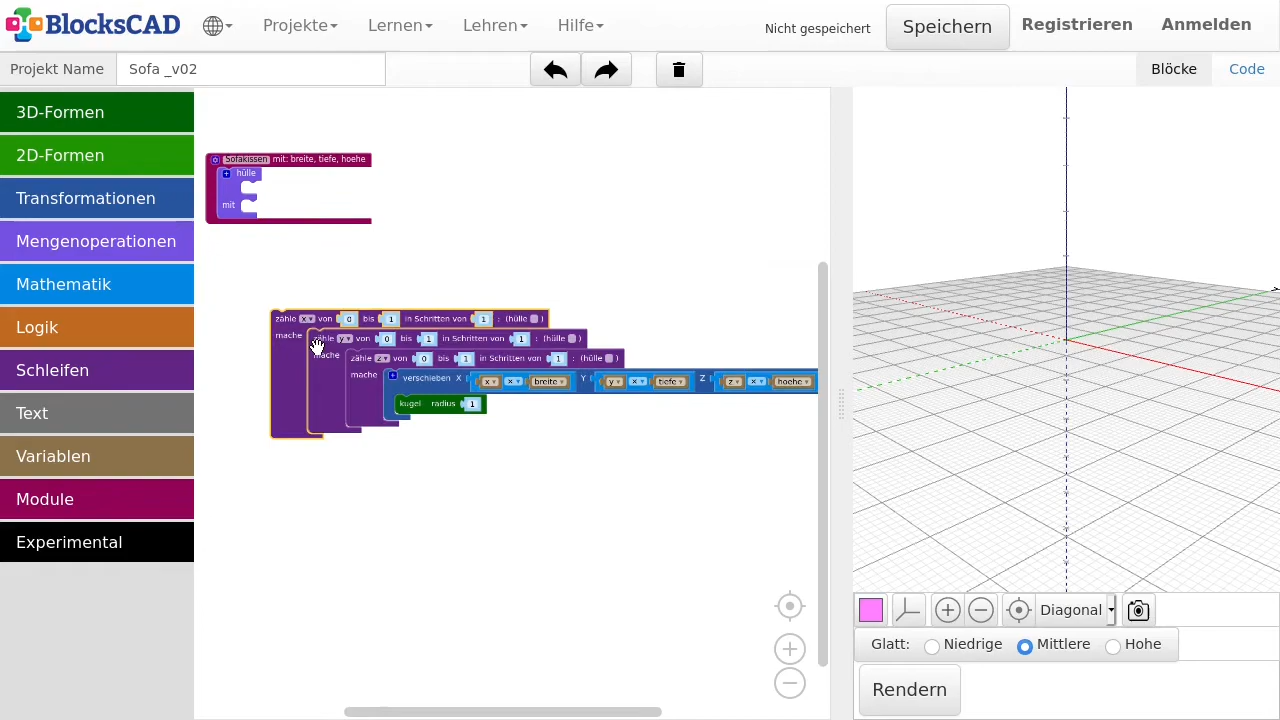 BlocksCAD Projekte Lernen Lehren Hilfe Nicht gespeichert Speichern Registrieren Anmelden
Projekt Name Sofa _v02 Blöcke Code
3D-Formen
2D-Formen
Transformationen
Mengenoperationen
Mathematik
Logik
Schleifen
Text
Variablen
Module
Experimental
Sofakissen mit: breite, tiefe, hoehe
hülle
mit
zähle x von 0 bis 1 in Schritten von 1 : (hülle )
mache zähle y von 0 bis 1 in Schritten von 1 : (hülle )
mache zähle z von 0 bis 1 in Schritten von 1 : (hülle )
mache verschieben X x × breite Y y × tiefe Z z × hoehe
kugel radius 1
Diagonal
Glatt: Niedrige Mittlere Hohe
Rendern